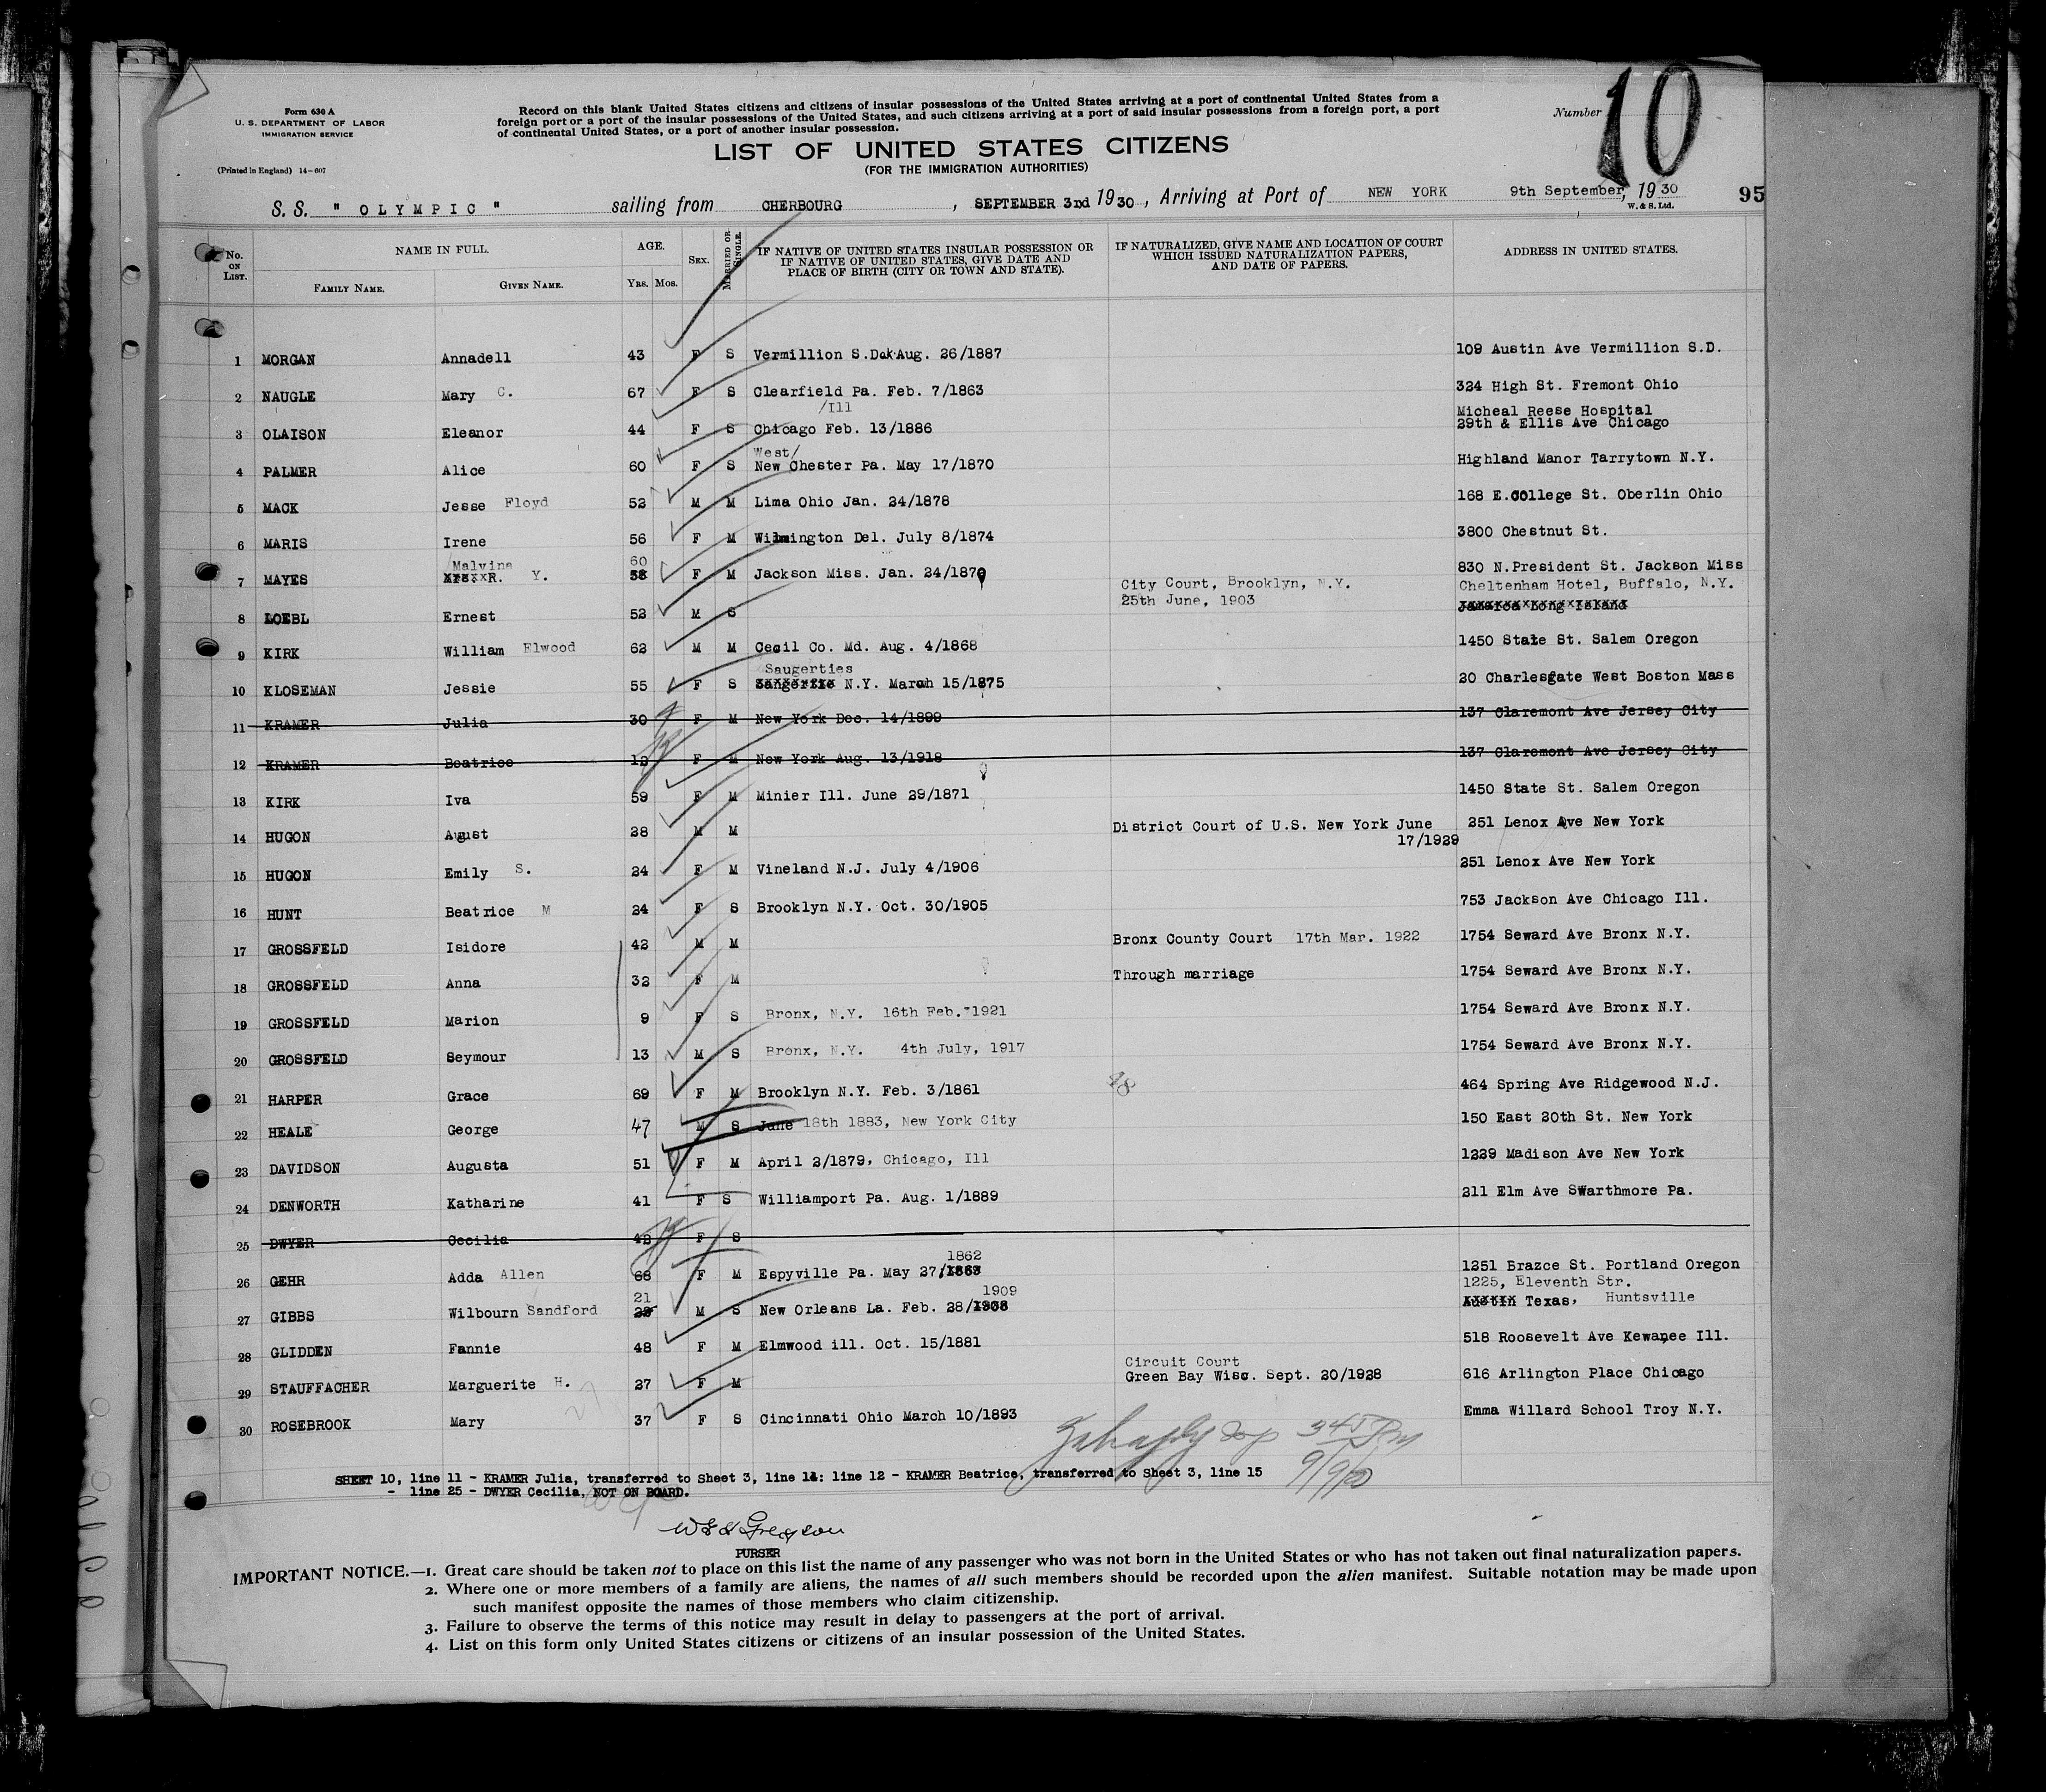 Form 630 A
U. S. DEPARTMENT OF LABOR
IMMIGRATION SERVICE
(Printed in England) 14-607
Record on this blank United States citizens and citizens of insular possessions of the United States arriving at a port of continental United States from a
foreign port or a port of the insular possessions of the United States, and such citizens arriving at a port of said insular possessions from a foreign port, a port
of continental United States, or a port of another insular possession.
Number 10
LIST OF UNITED STATES CITIZENS
(FOR THE IMMIGRATION AUTHORITIES)
S. S. " OLYMPIC " sailing from CHERBOURG, SEPTEMBER 3rd 1930, Arriving at Port of NEW YORK 9th September, 1930 95
W. & S. Ltd.
No. ON LIST. NAME IN FULL. FAMILY NAME. GIVEN NAME. AGE. YRS. MOS. SEX. MARRIED OR SINGLE. IF NATIVE OF UNITED STATES INSULAR POSSESSION OR IF NATIVE OF UNITED STATES, GIVE DATE AND PLACE OF BIRTH (CITY OR TOWN AND STATE). IF NATURALIZED, GIVE NAME AND LOCATION OF COURT WHICH ISSUED NATURALIZATION PAPERS, AND DATE OF PAPERS. ADDRESS IN UNITED STATES.
1 MORGAN Annadell 43 F S Vermillion S.Dak Aug. 26/1887 109 Austin Ave Vermillion S.D.
2 NAUGLE Mary C. 67 F S Clearfield Pa. Feb. 7/1863 324 High St. Fremont Ohio
/Ill Micheal Reese Hospital
3 OLAISON Eleanor 44 F S Chicago Feb. 13/1886 29th & Ellis Ave Chicago
West/
4 PALMER Alice 60 F S New Chester Pa. May 17/1870 Highland Manor Tarrytown N.Y.
5 MACK Jesse Floyd 52 M M Lima Ohio Jan. 24/1878 168 E.College St. Oberlin Ohio
6 MARIS Irene 56 F M Wilmington Del. July 8/1874 3800 Chestnut St.
Malvina 60
7 MAYES R. Y. 58 F M Jackson Miss. Jan. 24/1870 830 N.President St. Jackson Miss
City Court, Brooklyn, N.Y. Cheltenham Hotel, Buffalo, N.Y.
8 LOEBL Ernest 52 M S 25th June, 1903 Jamaica Long Island
9 KIRK William Elwood 62 M M Cecil Co. Md. Aug. 4/1868 1450 State St. Salem Oregon
Saugerties
10 KLOSEMAN Jessie 55 F S Sangertie N.Y. March 15/1875 20 Charlesgate West Boston Mass
11 KRAMER Julia 30 F M New York Dec. 14/1899 137 Claremont Ave Jersey City
12 KRAMER Beatrice 12 F M New York Aug. 13/1918 137 Claremont Ave Jersey City
13 KIRK Iva 59 F M Minier Ill. June 29/1871 1450 State St. Salem Oregon
14 HUGON August 28 M M District Court of U.S. New York June 251 Lenox Ave New York
17/1929
15 HUGON Emily S. 24 F M Vineland N.J. July 4/1906 251 Lenox Ave New York
16 HUNT Beatrice M 24 F S Brooklyn N.Y. Oct. 30/1905 753 Jackson Ave Chicago Ill.
17 GROSSFELD Isidore 42 M M Bronx County Court 17th Mar. 1922 1754 Seward Ave Bronx N.Y.
18 GROSSFELD Anna 32 F M Through marriage 1754 Seward Ave Bronx N.Y.
19 GROSSFELD Marion 9 F S Bronx, N.Y. 16th Feb.-1921 1754 Seward Ave Bronx N.Y.
20 GROSSFELD Seymour 13 M S Bronx, N.Y. 4th July, 1917 1754 Seward Ave Bronx N.Y.
21 HARPER Grace 69 F M Brooklyn N.Y. Feb. 3/1861 464 Spring Ave Ridgewood N.J.
22 HEALE George 47 M S June 18th 1883, New York City 150 East 20th St. New York
23 DAVIDSON Augusta 51 F M April 2/1879, Chicago, Ill 1229 Madison Ave New York
24 DENWORTH Katharine 41 F S Williamport Pa. Aug. 1/1889 211 Elm Ave Swarthmore Pa.
25 DWYER Cecilia 42 F S
1862
26 GEHR Adda Allen 68 F M Espyville Pa. May 27/1863 1251 Brazce St. Portland Oregon
21 1909 1225, Eleventh Str.
27 GIBBS Wilbourn Sandford 22 M S New Orleans La. Feb. 28/1908 Austin Texas, Huntsville
28 GLIDDEN Fannie 48 F M Elmwood ill. Oct. 15/1881 518 Roosevelt Ave Kewanee Ill.
Circuit Court
29 STAUFFACHER Marguerite H. 27 F M Green Bay Wisc. Sept. 20/1928 616 Arlington Place Chicago
30 ROSEBROOK Mary 37 F S Cincinnati Ohio March 10/1893 Emma Willard School Troy N.Y.
9/9/30
SHEET 10, line 11 - KRAMER Julia, transferred to Sheet 3, line 14: line 12 - KRAMER Beatrice, transferred to Sheet 3, line 15
- line 25 - DWYER Cecilia, NOT ON BOARD.
PURSER
IMPORTANT NOTICE.—1. Great care should be taken not to place on this list the name of any passenger who was not born in the United States or who has not taken out final naturalization papers.
2. Where one or more members of a family are aliens, the names of all such members should be recorded upon the alien manifest. Suitable notation may be made upon
such manifest opposite the names of those members who claim citizenship.
3. Failure to observe the terms of this notice may result in delay to passengers at the port of arrival.
4. List on this form only United States citizens or citizens of an insular possession of the United States.